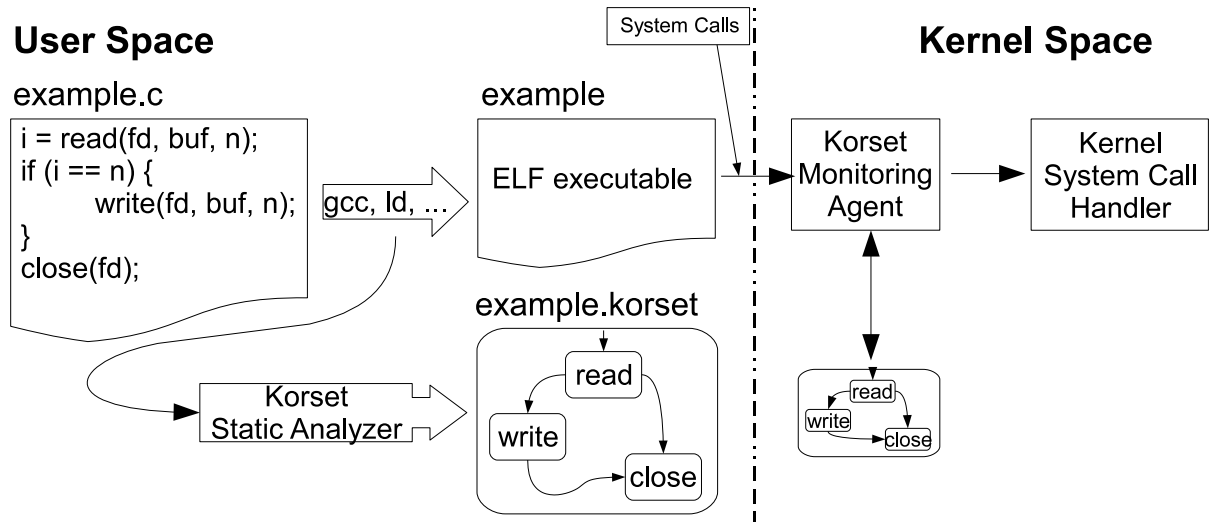 User Space
System Calls
Kernel Space
example.c
i = read(fd, buf, n);
if (i == n) {
write(fd, buf, n);
}
close(fd);
gcc, ld, ...
example
ELF executable
Korset
Monitoring
Agent
Kernel
System Call
Handler
example.korset
read
write
close
Korset
Static Analyzer
read
write
close